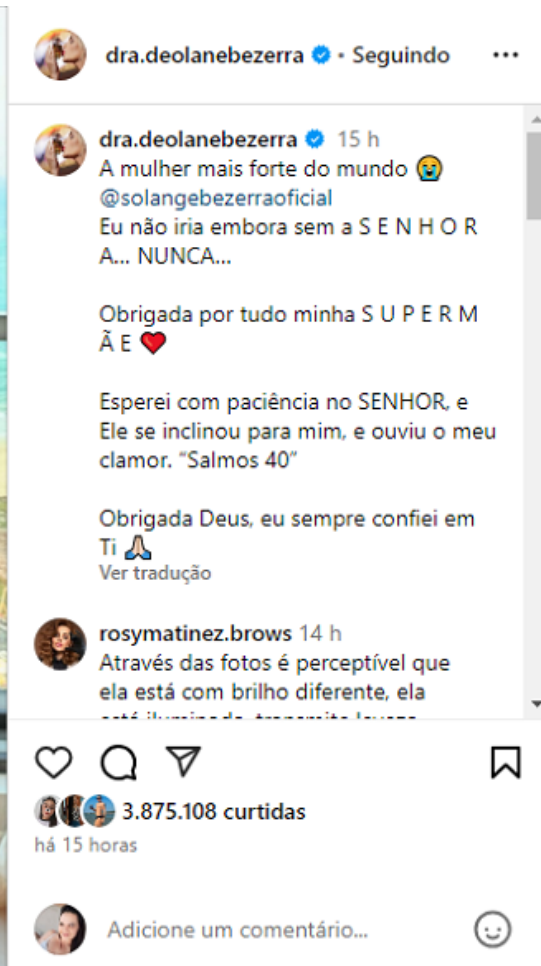 dra.deolanebezerra • Seguindo
dra.deolanebezerra 15 h
A mulher mais forte do mundo 😭
@solangebezerraoficial
Eu não iria embora sem a S E N H O R
A... NUNCA...
Obrigada por tudo minha S U P E R M
Ã E ❤️
Esperei com paciência no SENHOR, e
Ele se inclinou para mim, e ouviu o meu
clamor. “Salmos 40”
Obrigada Deus, eu sempre confiei em
Ti 🙏🏻
Ver tradução
rosymatinez.brows 14 h
Através das fotos é perceptível que
ela está com brilho diferente, ela
3.875.108 curtidas
há 15 horas
Adicione um comentário...